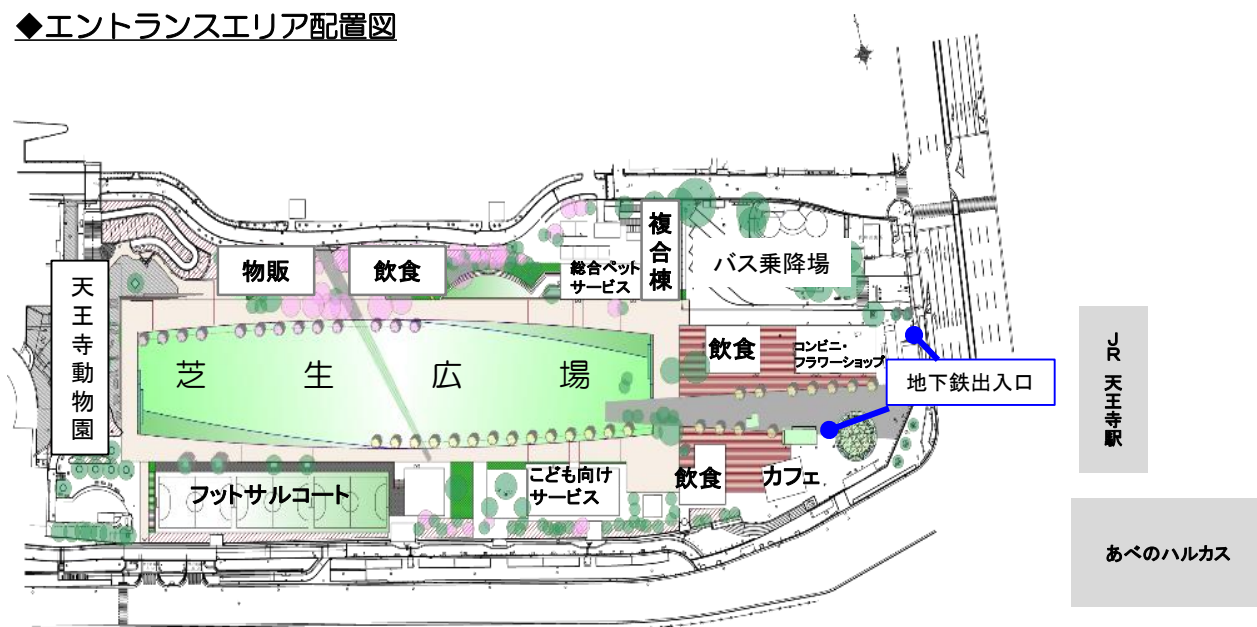 ◆エントランスエリア配置図
複合棟
物販
飲食
総合ペット
サービス
バス乗降場
天王寺動物園
芝生広場
飲食
コンビニ・
フラワーショップ
地下鉄出入口
JR 天王寺駅
フットサルコート
こども向け
サービス
飲食
カフェ
あべのハルカス